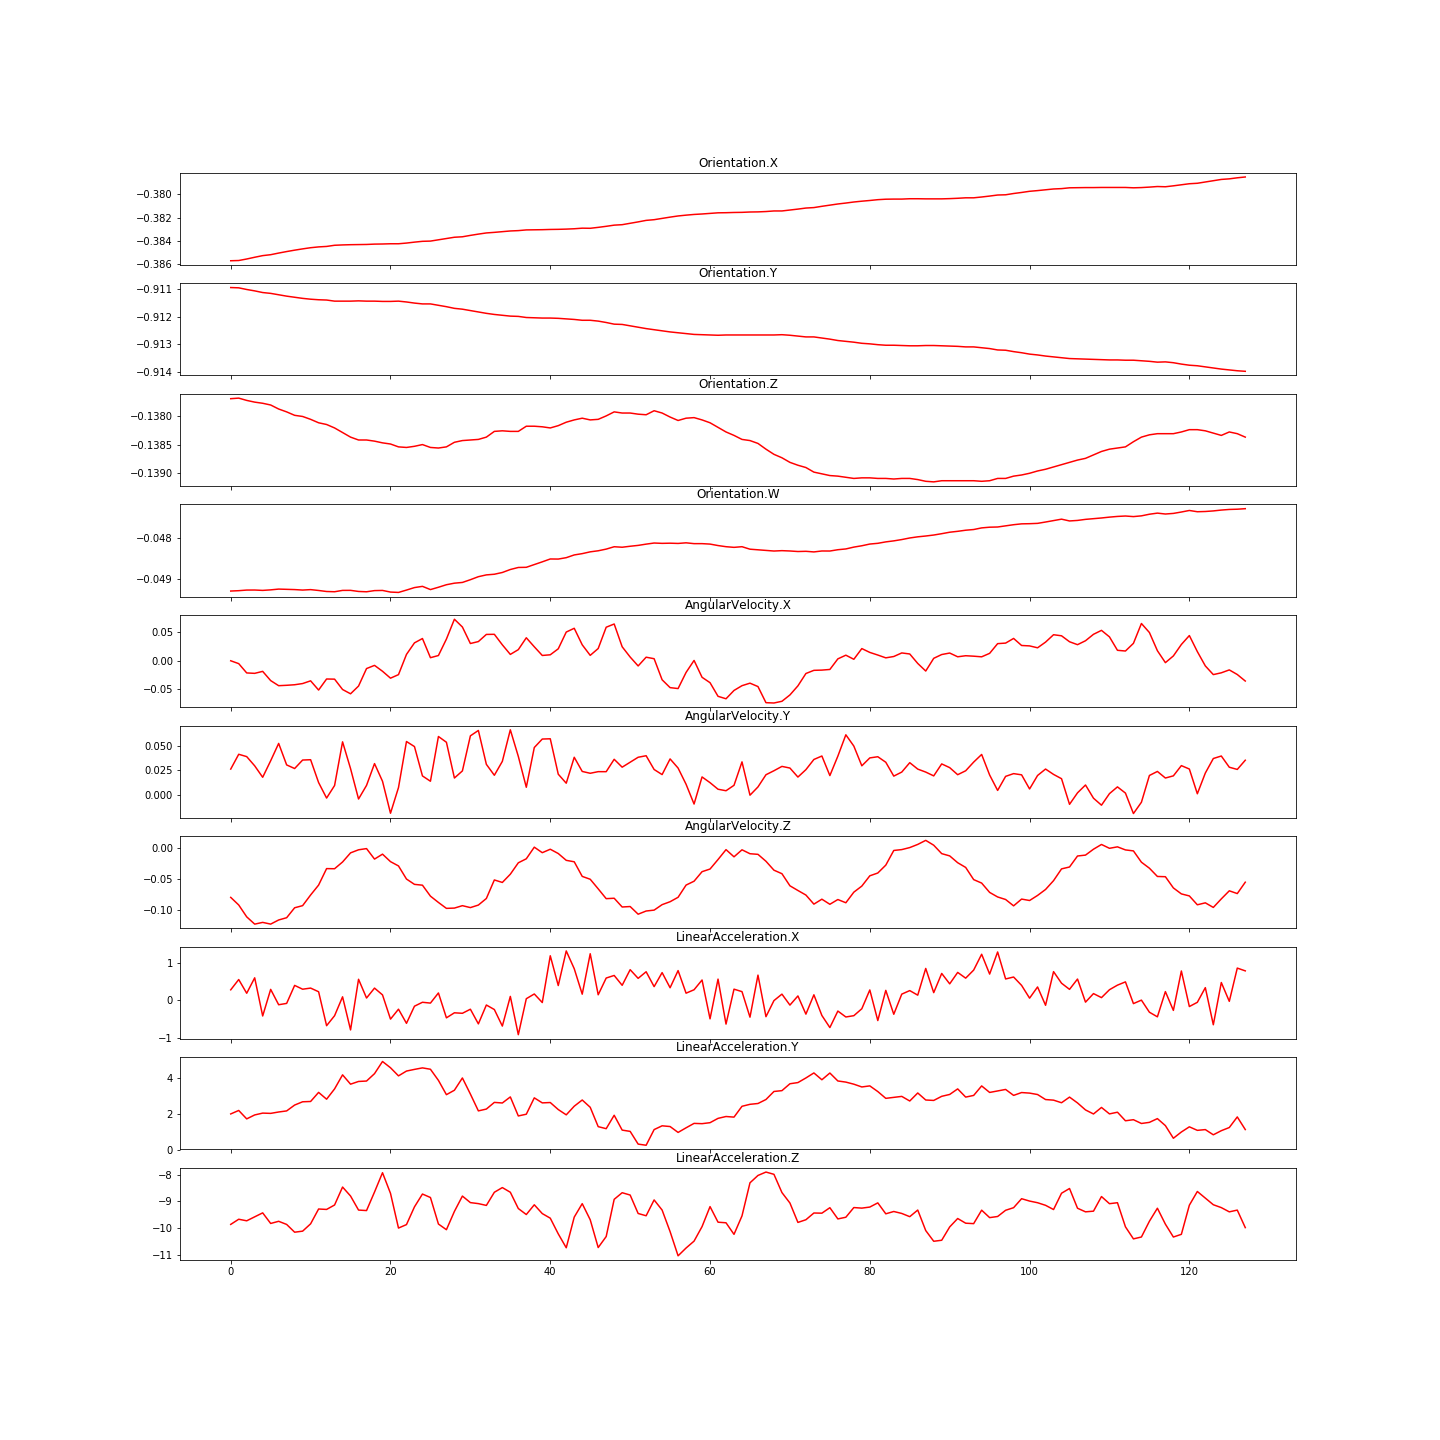 Orientation.X
−0.380
−0.382
−0.384
−0.386
Orientation.Y
−0.911
−0.912
−0.913
−0.914
Orientation.Z
−0.1380
−0.1385
−0.1390
Orientation.W
−0.048
−0.049
AngularVelocity.X
0.05
0.00
−0.05
AngularVelocity.Y
0.050
0.025
0.000
AngularVelocity.Z
0.00
−0.05
−0.10
LinearAcceleration.X
1
0
−1
LinearAcceleration.Y
4
2
0
LinearAcceleration.Z
−8
−9
−10
−11
0 20 40 60 80 100 120